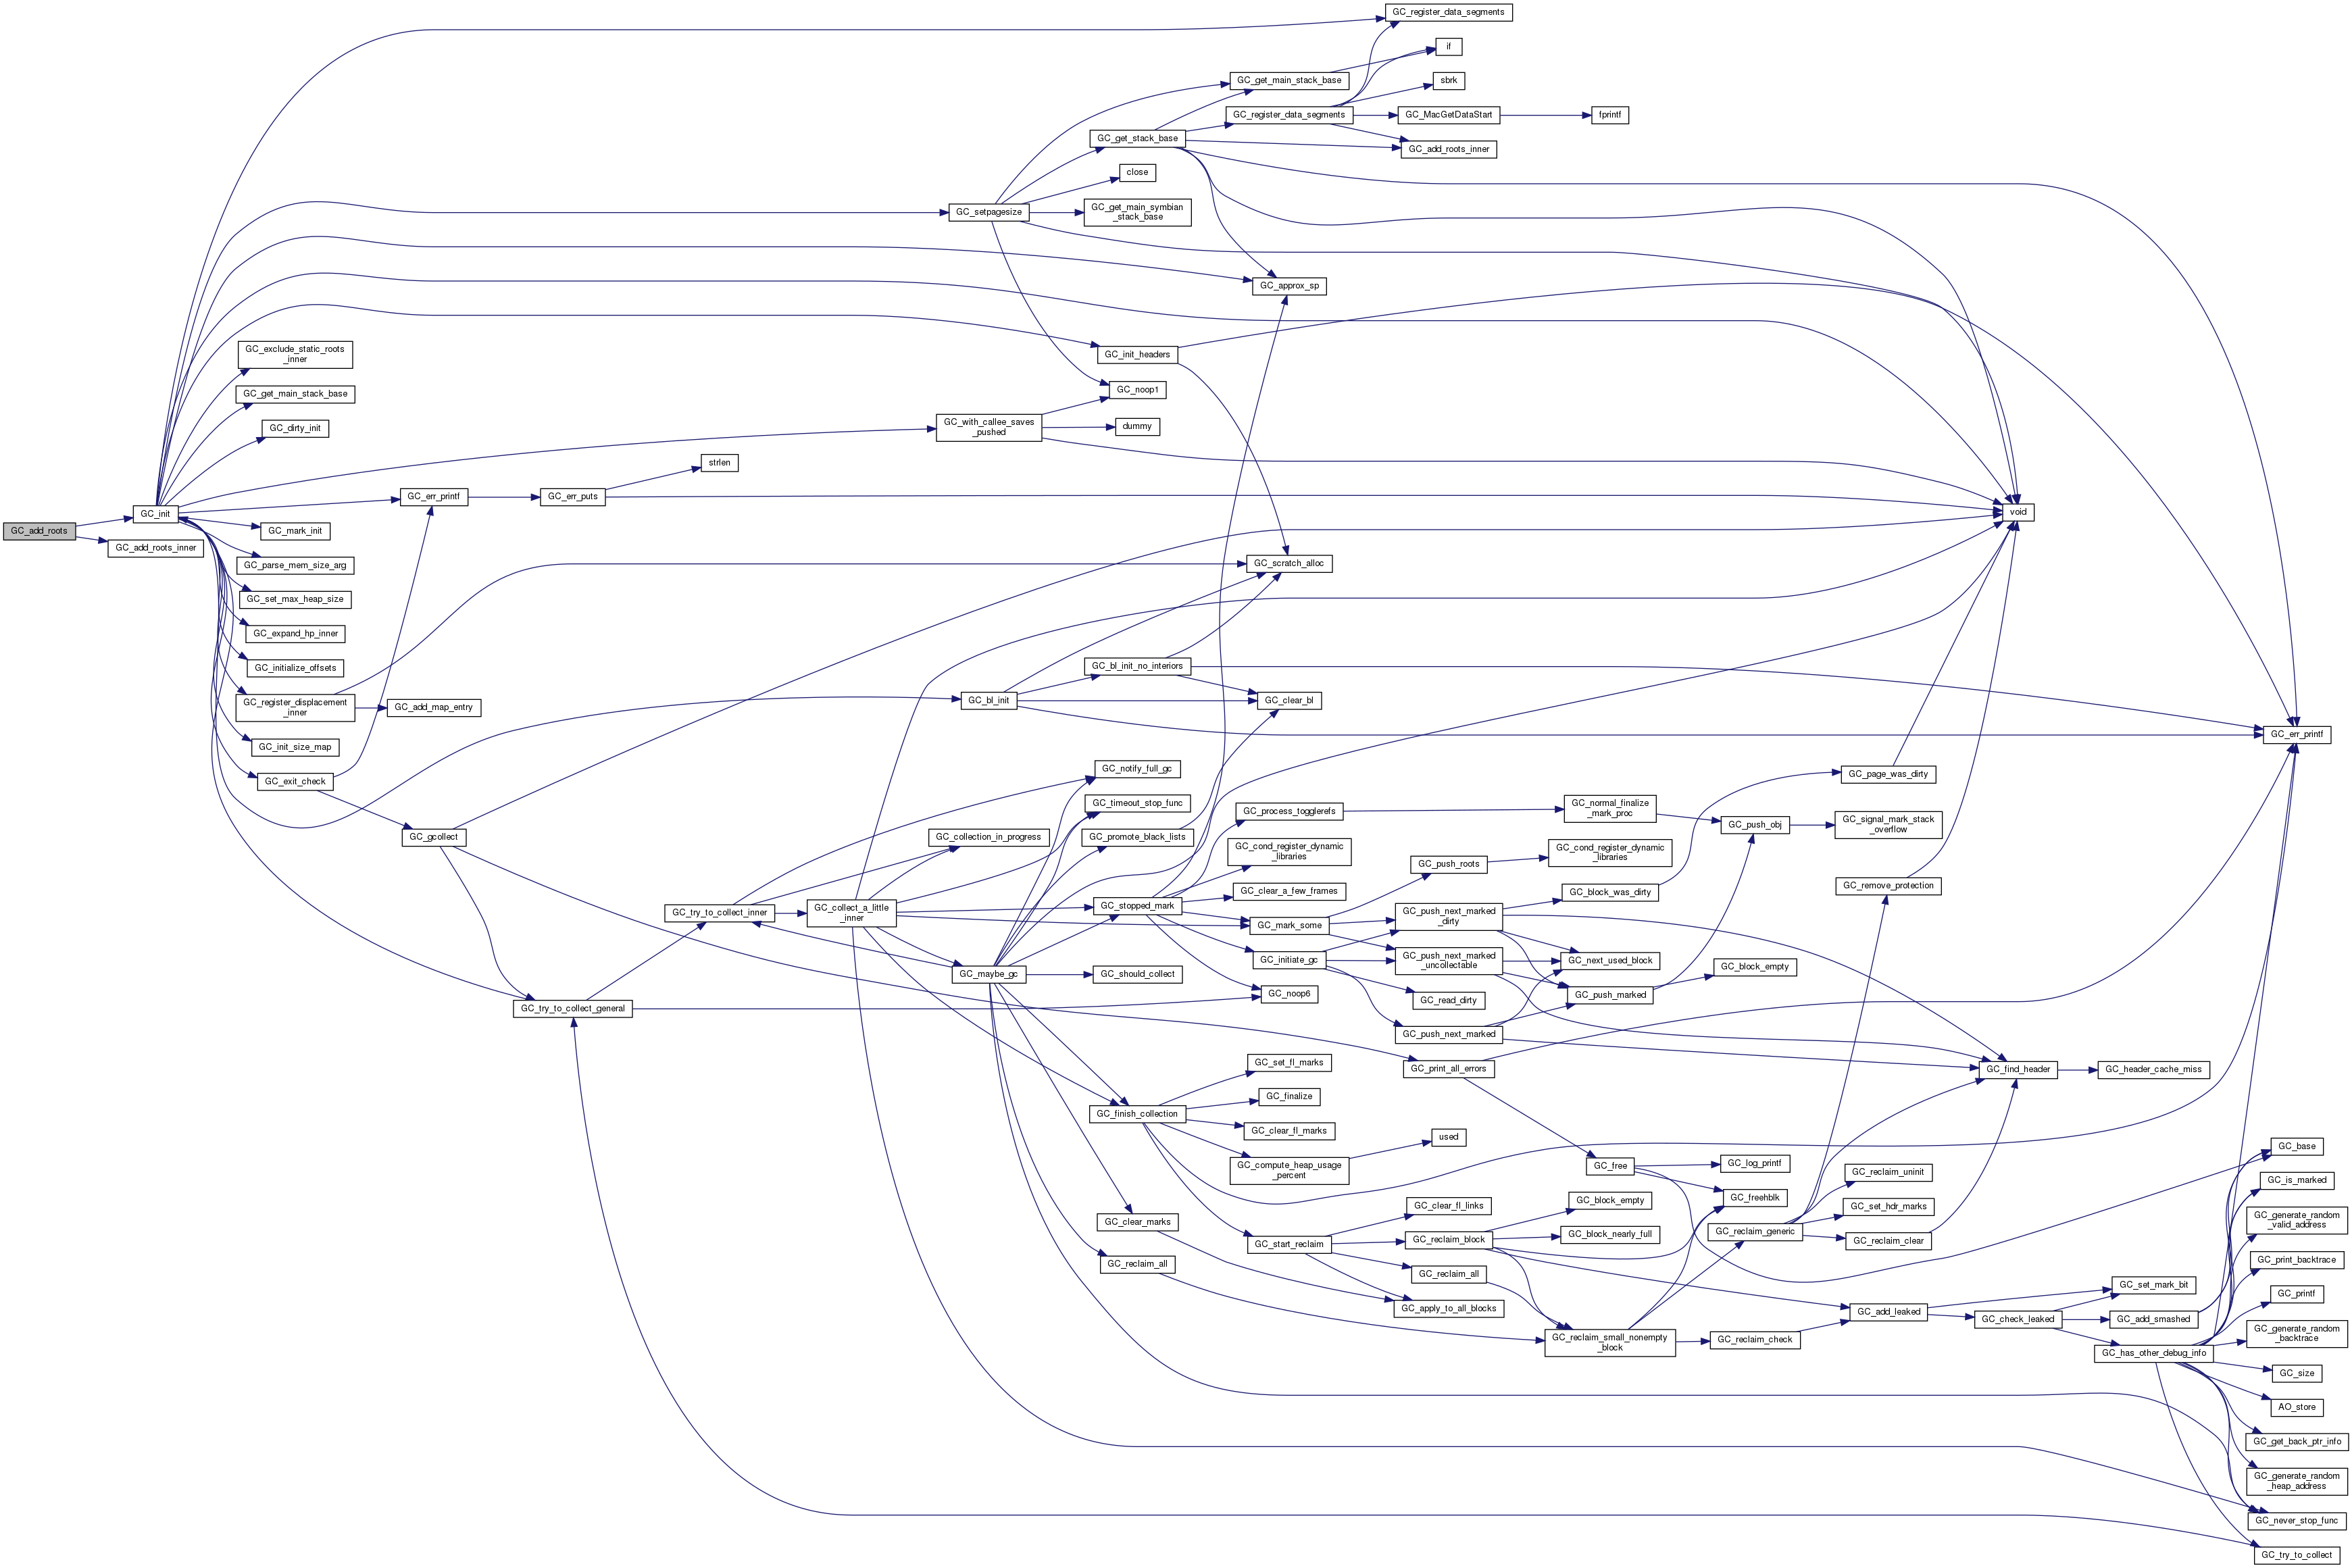 GC_register_data_segments
if
GC_get_main_stack_base
sbrk
GC_register_data_segments
GC_MacGetDataStart
fprintf
GC_get_stack_base
GC_add_roots_inner
close
GC_setpagesize
GC_get_main_symbian
_stack_base
GC_approx_sp
GC_exclude_static_roots
_inner
GC_init_headers
GC_get_main_stack_base
GC_noop1
GC_dirty_init
GC_with_callee_saves
_pushed
dummy
strlen
GC_err_printf
GC_err_puts
GC_init
void
GC_add_roots
GC_mark_init
GC_add_roots_inner
GC_parse_mem_size_arg
GC_scratch_alloc
GC_set_max_heap_size
GC_expand_hp_inner
GC_initialize_offsets
GC_bl_init_no_interiors
GC_register_displacement
_inner
GC_add_map_entry
GC_bl_init
GC_clear_bl
GC_init_size_map
GC_err_printf
GC_exit_check
GC_notify_full_gc
GC_page_was_dirty
GC_timeout_stop_func
GC_process_togglerefs
GC_normal_finalize
_mark_proc
GC_push_obj
GC_signal_mark_stack
_overflow
GC_gcollect
GC_collection_in_progress
GC_promote_black_lists
GC_cond_register_dynamic
_libraries
GC_push_roots
GC_cond_register_dynamic
_libraries
GC_clear_a_few_frames
GC_block_was_dirty
GC_remove_protection
GC_try_to_collect_inner
GC_collect_a_little
_inner
GC_stopped_mark
GC_mark_some
GC_push_next_marked
_dirty
GC_initiate_gc
GC_push_next_marked
_uncollectable
GC_next_used_block
GC_maybe_gc
GC_should_collect
GC_block_empty
GC_noop6
GC_read_dirty
GC_push_marked
GC_try_to_collect_general
GC_push_next_marked
GC_set_fl_marks
GC_print_all_errors
GC_find_header
GC_header_cache_miss
GC_finalize
GC_finish_collection
GC_clear_fl_marks
used
GC_base
GC_compute_heap_usage
_percent
GC_free
GC_log_printf
GC_reclaim_uninit
GC_is_marked
GC_clear_fl_links
GC_block_empty
GC_freehblk
GC_set_hdr_marks
GC_generate_random
_valid_address
GC_clear_marks
GC_start_reclaim
GC_reclaim_block
GC_block_nearly_full
GC_reclaim_generic
GC_reclaim_clear
GC_print_backtrace
GC_reclaim_all
GC_reclaim_all
GC_set_mark_bit
GC_printf
GC_apply_to_all_blocks
GC_add_leaked
GC_check_leaked
GC_add_smashed
GC_generate_random
_backtrace
GC_reclaim_small_nonempty
_block
GC_reclaim_check
GC_has_other_debug_info
GC_size
AO_store
GC_get_back_ptr_info
GC_generate_random
_heap_address
GC_never_stop_func
GC_try_to_collect